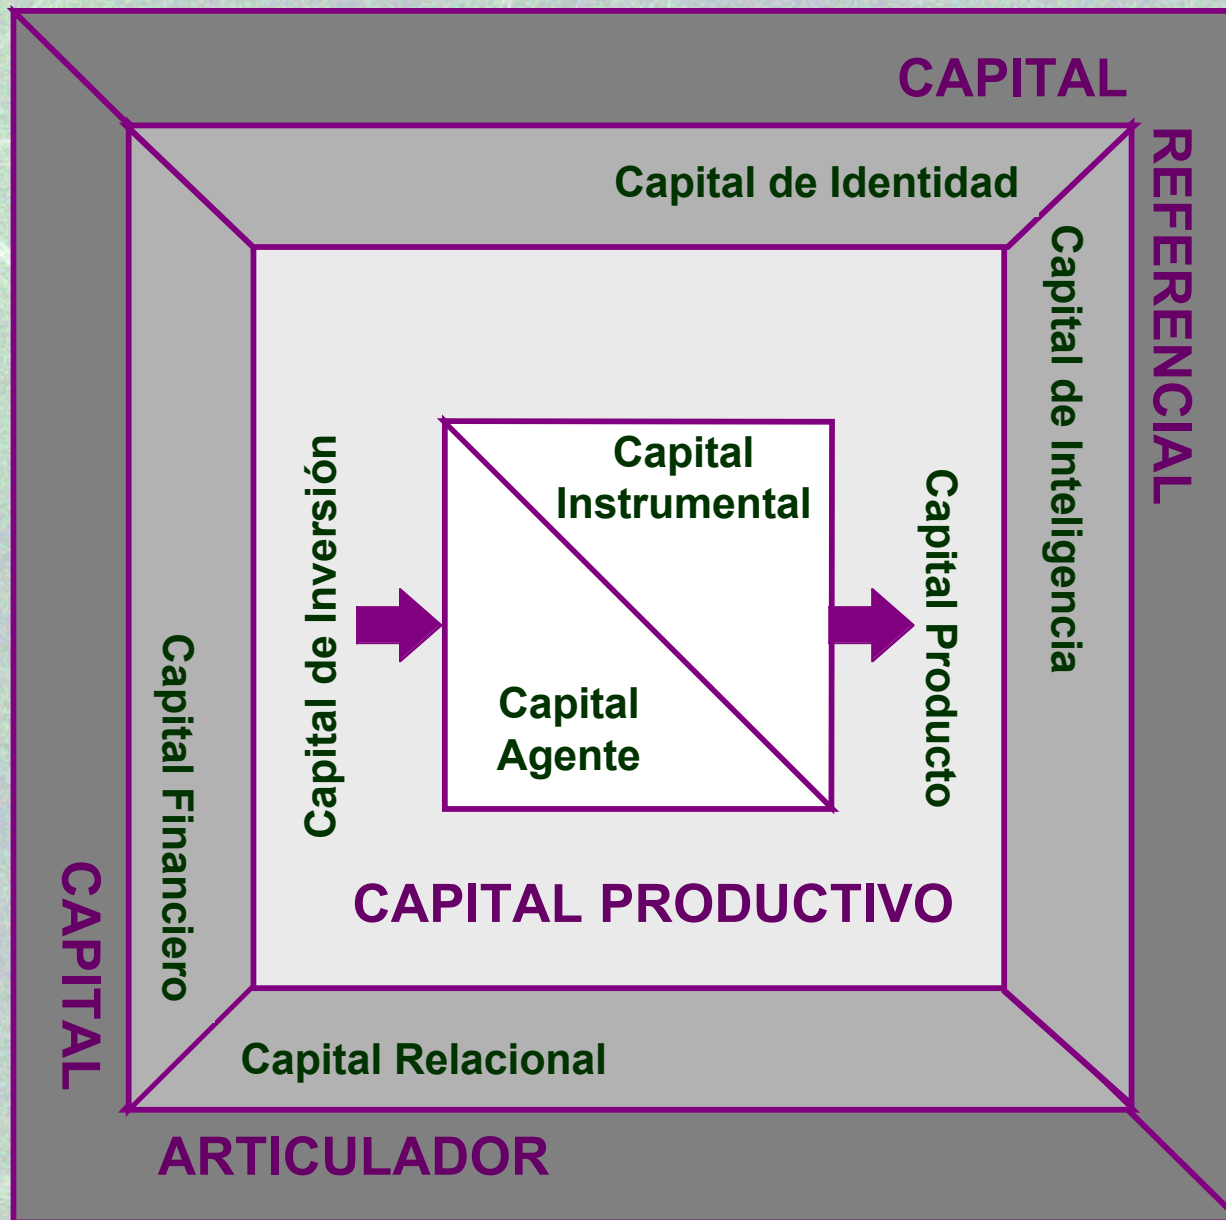 CAPITAL
REFERENCIAL
Capital de Identidad
Capital de Inteligencia
Capital de Inversión
Capital
Instrumental
Capital
Agente
Capital Producto
CAPITAL PRODUCTIVO
Capital Financiero
Capital Relacional
CAPITAL
ARTICULADOR